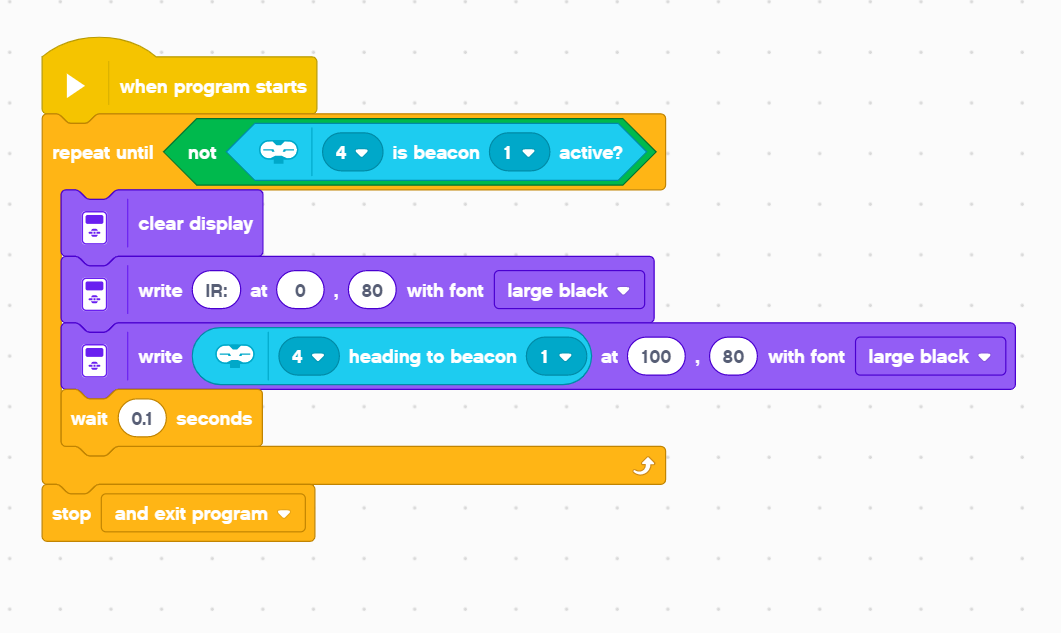 when program starts
repeat until not 4 is beacon 1 active?
clear display
write IR: at 0 , 80 with font large black
write 4 heading to beacon 1 at 100 , 80 with font large black
wait 0.1 seconds
stop and exit program